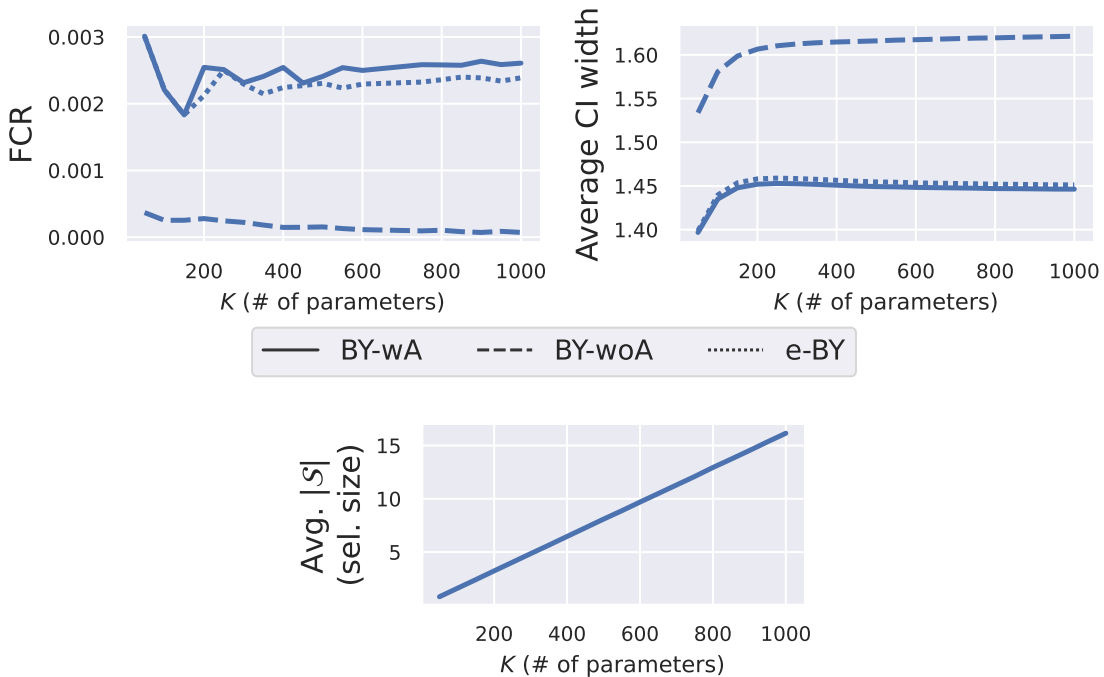 FCR
0.003
0.002
0.001
0.000
200 400 600 800 1000
K (# of parameters)
Average CI width
1.60
1.55
1.50
1.45
1.40
200 400 600 800 1000
K (# of parameters)
BY-wA BY-woA e-BY
Avg. |𝒮|
(sel. size)
15
10
5
200 400 600 800 1000
K (# of parameters)